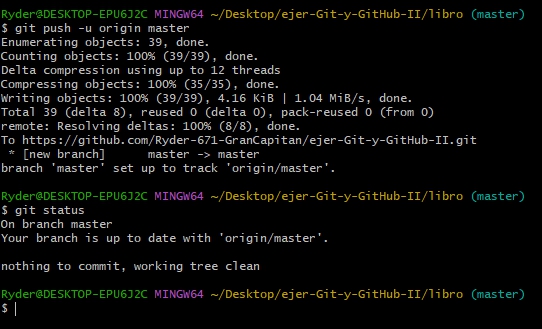 Ryder@DESKTOP-EPU6J2C MINGW64 ~/Desktop/ejer-Git-y-GitHub-II/libro (master)
$ git push -u origin master
Enumerating objects: 39, done.
Counting objects: 100% (39/39), done.
Delta compression using up to 12 threads
Compressing objects: 100% (35/35), done.
Writing objects: 100% (39/39), 4.16 KiB | 1.04 MiB/s, done.
Total 39 (delta 8), reused 0 (delta 0), pack-reused 0 (from 0)
remote: Resolving deltas: 100% (8/8), done.
To https://github.com/Ryder-671-GranCapitan/ejer-Git-y-GitHub-II.git
 * [new branch]      master -> master
branch 'master' set up to track 'origin/master'.
Ryder@DESKTOP-EPU6J2C MINGW64 ~/Desktop/ejer-Git-y-GitHub-II/libro (master)
$ git status
On branch master
Your branch is up to date with 'origin/master'.
nothing to commit, working tree clean
Ryder@DESKTOP-EPU6J2C MINGW64 ~/Desktop/ejer-Git-y-GitHub-II/libro (master)
$